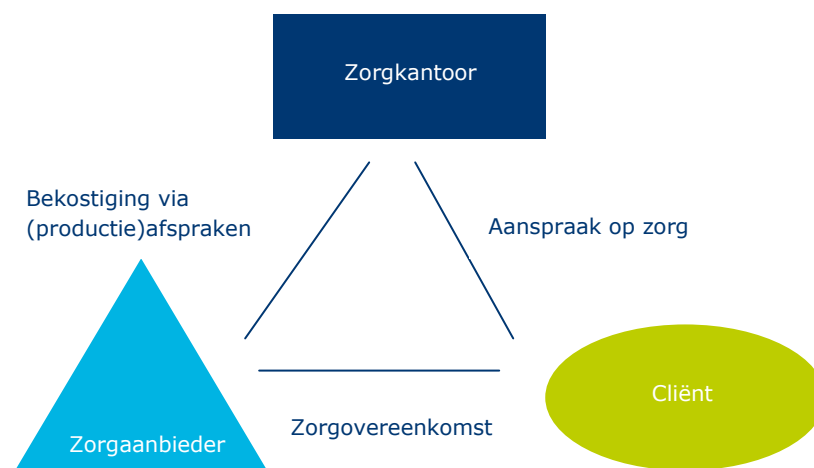 Zorgkantoor
Bekostiging via
(productie)afspraken
Aanspraak op zorg
Cliënt
Zorgovereenkomst
Zorgaanbieder